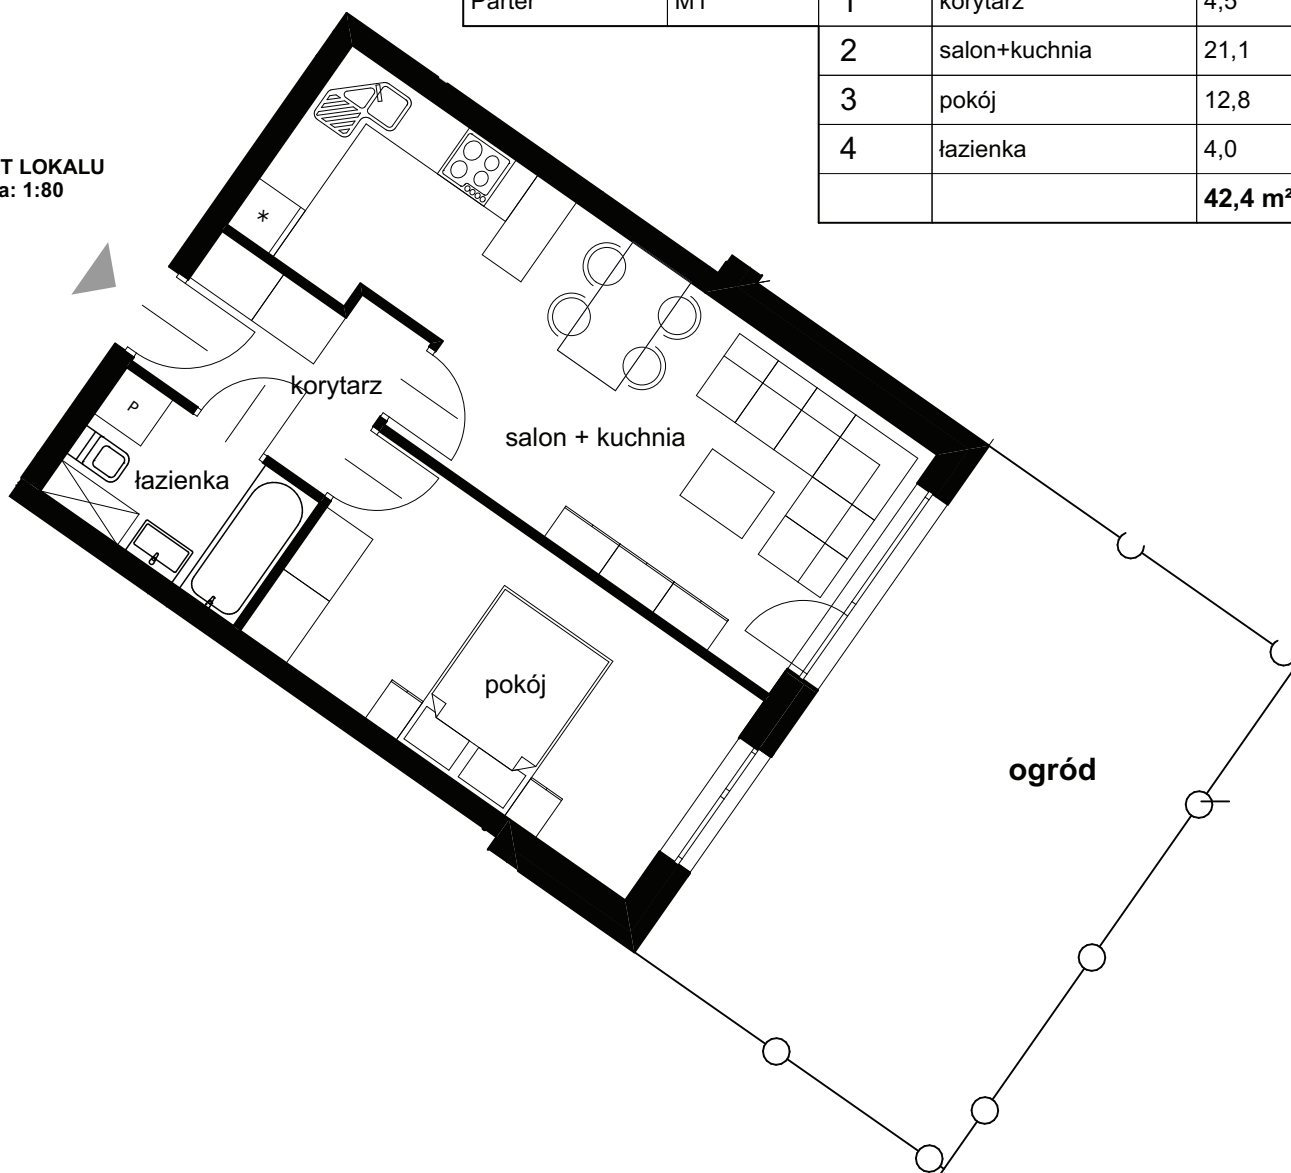 Parter M1 1 korytarz 4,5
2 salon+kuchnia 21,1
3 pokój 12,8
4 łazienka 4,0
42,4 m²
T LOKALU
a: 1:80
korytarz
salon + kuchnia
P
łazienka
pokój
ogród